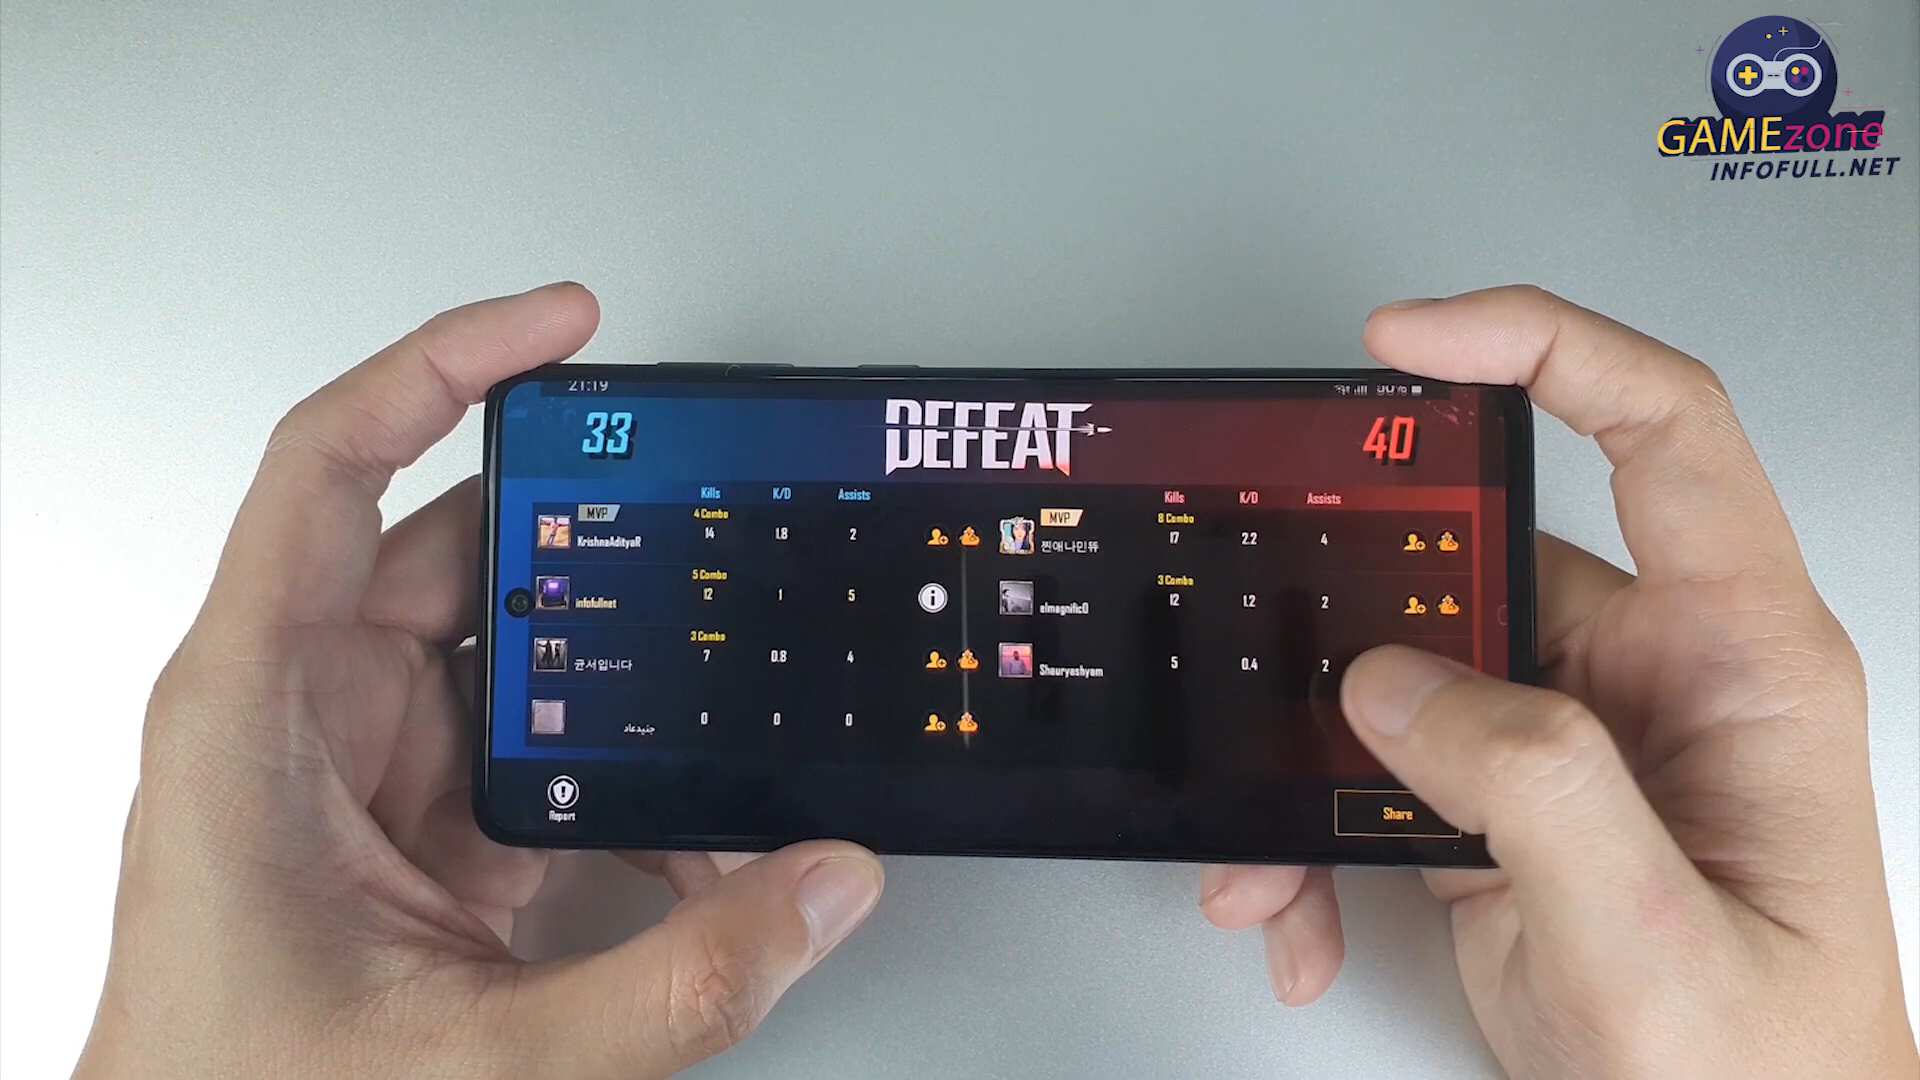 GAMEzone
INFOFULL.NET
21:19
33
DEFEAT
40
Kills K/D Assists
Kills K/D Assists
MVP
4 Combo
KrishnaAdityaR 14 1.8 2
MVP
8 Combo
찐애나민뜌 17 2.2 4
5 Combo
infofullnet 12 1 5
3 Combo
elmagnificO 12 1.2 2
3 Combo
균서입니다 7 0.8 4
Shauryashyam 5 0.4 2
جنيدعاد 0 0 0
Report
Share